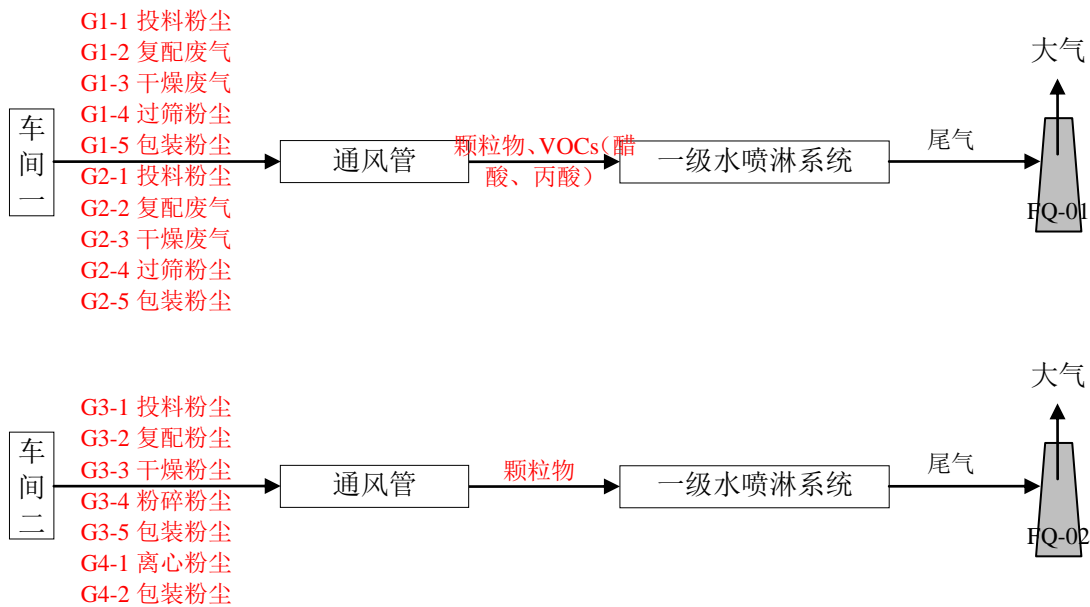 G1-1 投料粉尘
G1-2 复配废气
G1-3 干燥废气
G1-4 过筛粉尘
G1-5 包装粉尘
G2-1 投料粉尘
G2-2 复配废气
G2-3 干燥废气
G2-4 过筛粉尘
G2-5 包装粉尘
车
间
一
通风管
颗粒物、VOCs（醋
酸、丙酸）
一级水喷淋系统
尾气
大气
FQ-01
G3-1 投料粉尘
G3-2 复配粉尘
G3-3 干燥粉尘
G3-4 粉碎粉尘
G3-5 包装粉尘
G4-1 离心粉尘
G4-2 包装粉尘
车
间
二
通风管
颗粒物
一级水喷淋系统
尾气
大气
FQ-02